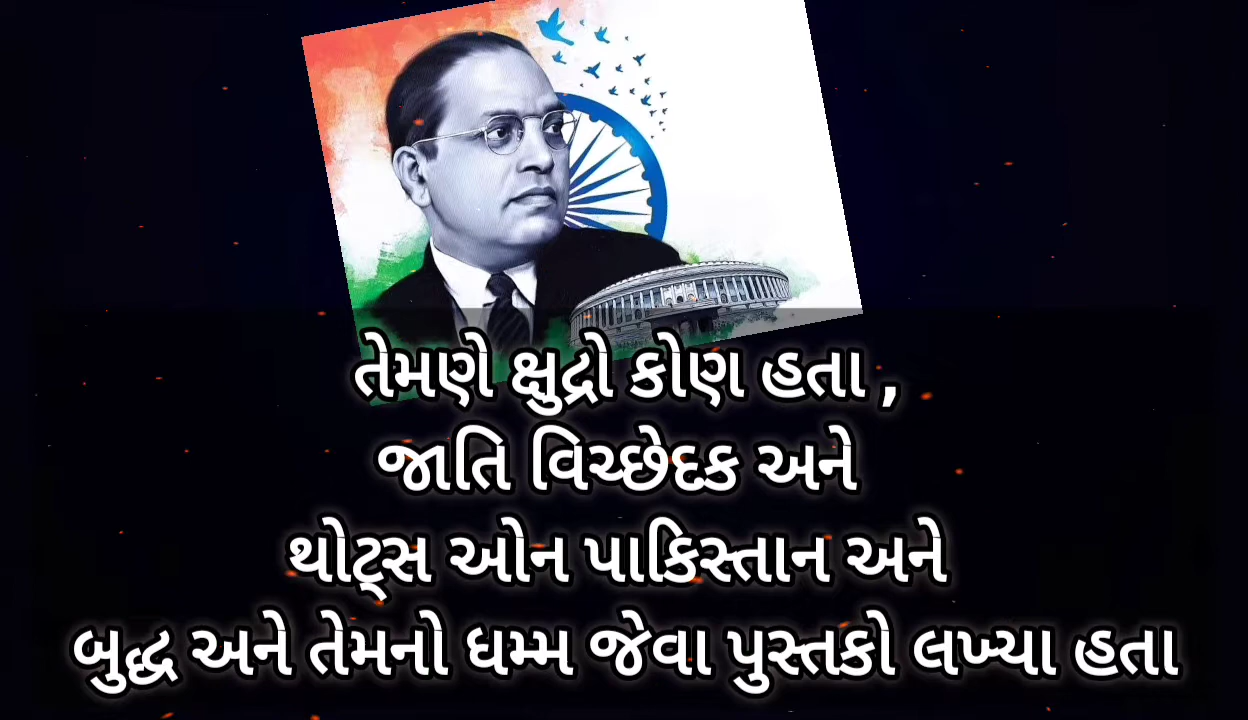 તેમણે ક્ષુદ્રો કોણ હતા ,
જાતિ વિચ્છેદક અને
થોટ્સ ઓન પાકિસ્તાન અને
બુદ્ધ અને તેમનો ધમ્મ જેવા પુસ્તકો લખ્યા હતા